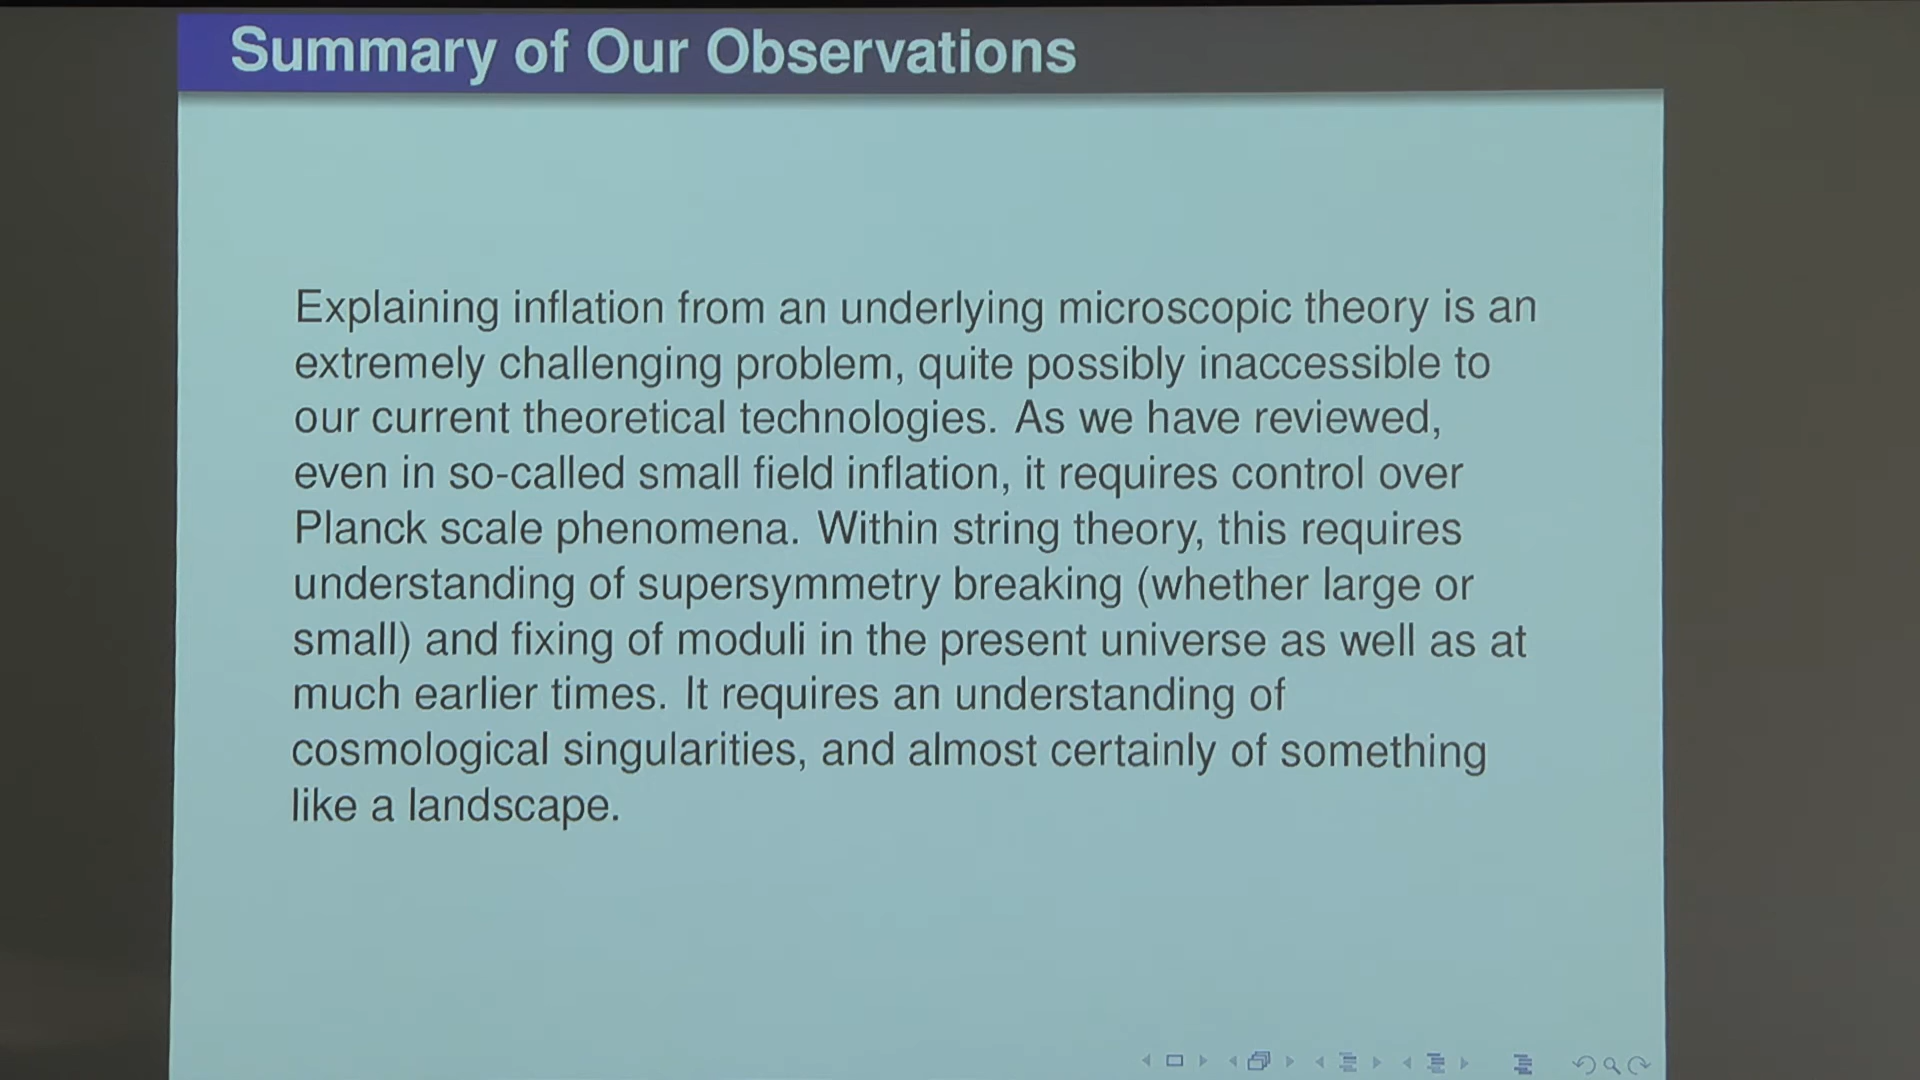 Summary of Our Observations
Explaining inflation from an underlying microscopic theory is an
extremely challenging problem, quite possibly inaccessible to
our current theoretical technologies. As we have reviewed,
even in so-called small field inflation, it requires control over
Planck scale phenomena. Within string theory, this requires
understanding of supersymmetry breaking (whether large or
small) and fixing of moduli in the present universe as well as at
much earlier times. It requires an understanding of
cosmological singularities, and almost certainly of something
like a landscape.